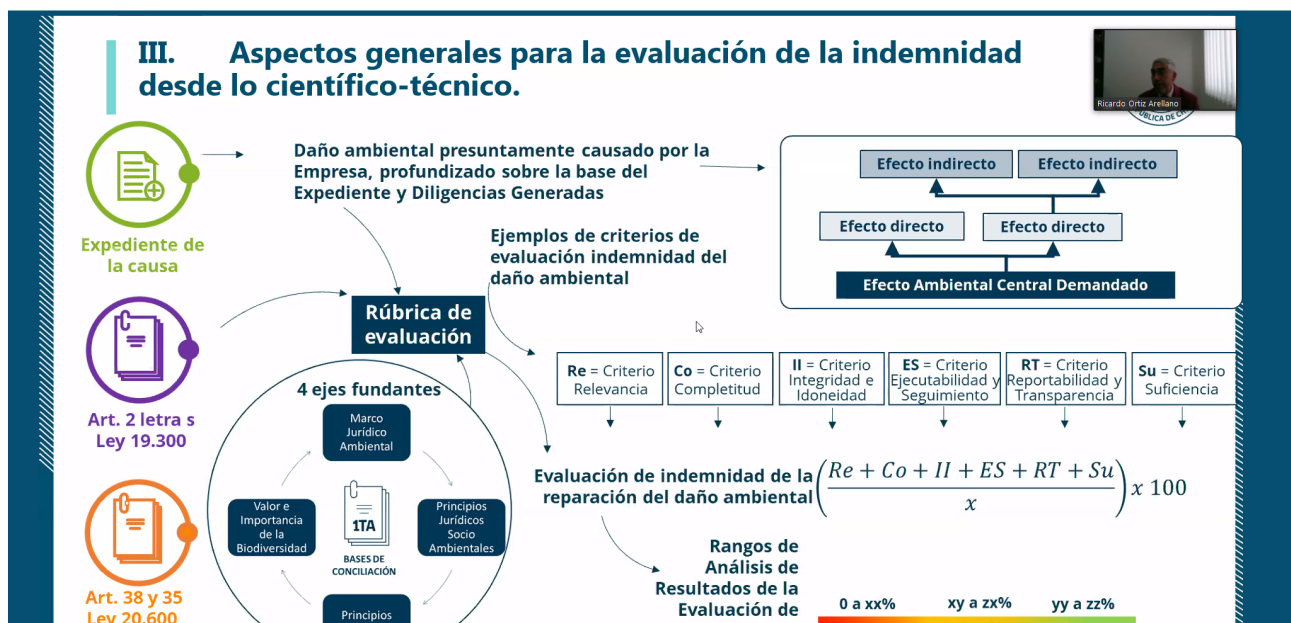 III. Aspectos generales para la evaluación de la indemnidad
desde lo científico-técnico.
Ricardo Ortiz Arellano
Expediente de
la causa
Daño ambiental presuntamente causado por la
Empresa, profundizado sobre la base del
Expediente y Diligencias Generadas
Efecto indirecto
Efecto indirecto
Efecto directo
Efecto directo
Efecto Ambiental Central Demandado
Ejemplos de criterios de
evaluación indemnidad del
daño ambiental
Rúbrica de
evaluación
Art. 2 letra s
Ley 19.300
Re = Criterio
Relevancia
Co = Criterio
Completitud
II = Criterio
Integridad e
Idoneidad
ES = Criterio
Ejecutabilidad y
Seguimiento
RT = Criterio
Reportabilidad y
Transparencia
Su = Criterio
Suficiencia
4 ejes fundantes
Marco
Jurídico
Ambiental
Valor e
Importancia
de la
Biodiversidad
1TA
BASES DE
CONCILIACIÓN
Principios
Jurídicos
Socio
Ambientales
Principios
Evaluación de indemnidad de la
reparación del daño ambiental
(Re + Co + II + ES + RT + Su / x) x 100
Art. 38 y 35
Ley 20.600
Rangos de
Análisis de
Resultados de la
Evaluación de
0 a xx%
xy a zx%
yy a zz%